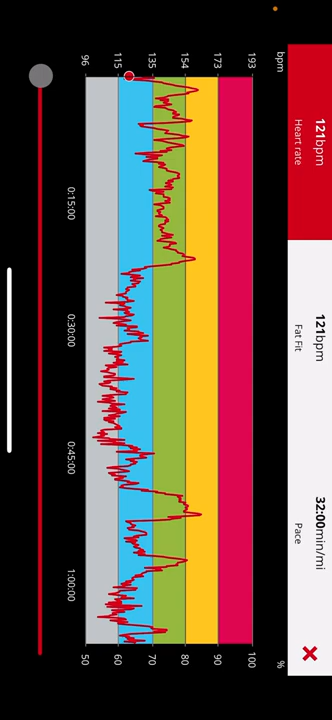 121bpm
Heart rate
121bpm
Fat Fit
32:00min/mi
Pace
bpm
193
173
154
135
115
96
%
100
90
80
70
60
50
0:15:00
0:30:00
0:45:00
1:00:00